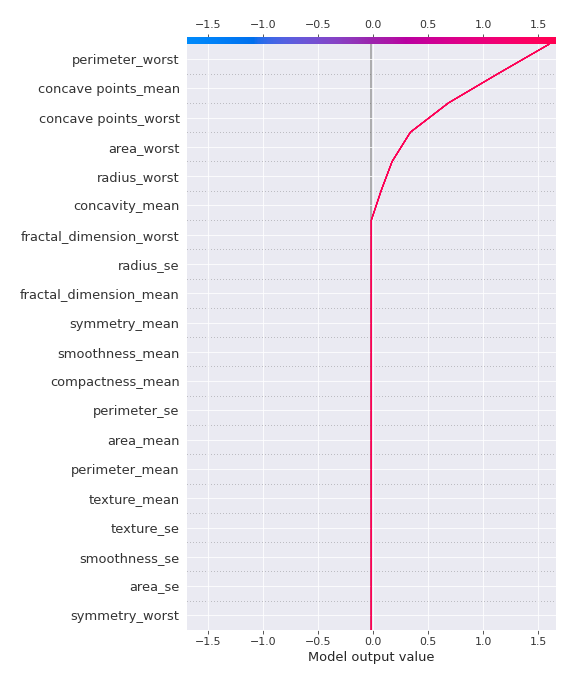 −1.5 −1.0 −0.5 0.0 0.5 1.0 1.5
perimeter_worst
concave points_mean
concave points_worst
area_worst
radius_worst
concavity_mean
fractal_dimension_worst
radius_se
fractal_dimension_mean
symmetry_mean
smoothness_mean
compactness_mean
perimeter_se
area_mean
perimeter_mean
texture_mean
texture_se
smoothness_se
area_se
symmetry_worst
−1.5 −1.0 −0.5 0.0 0.5 1.0 1.5
Model output value